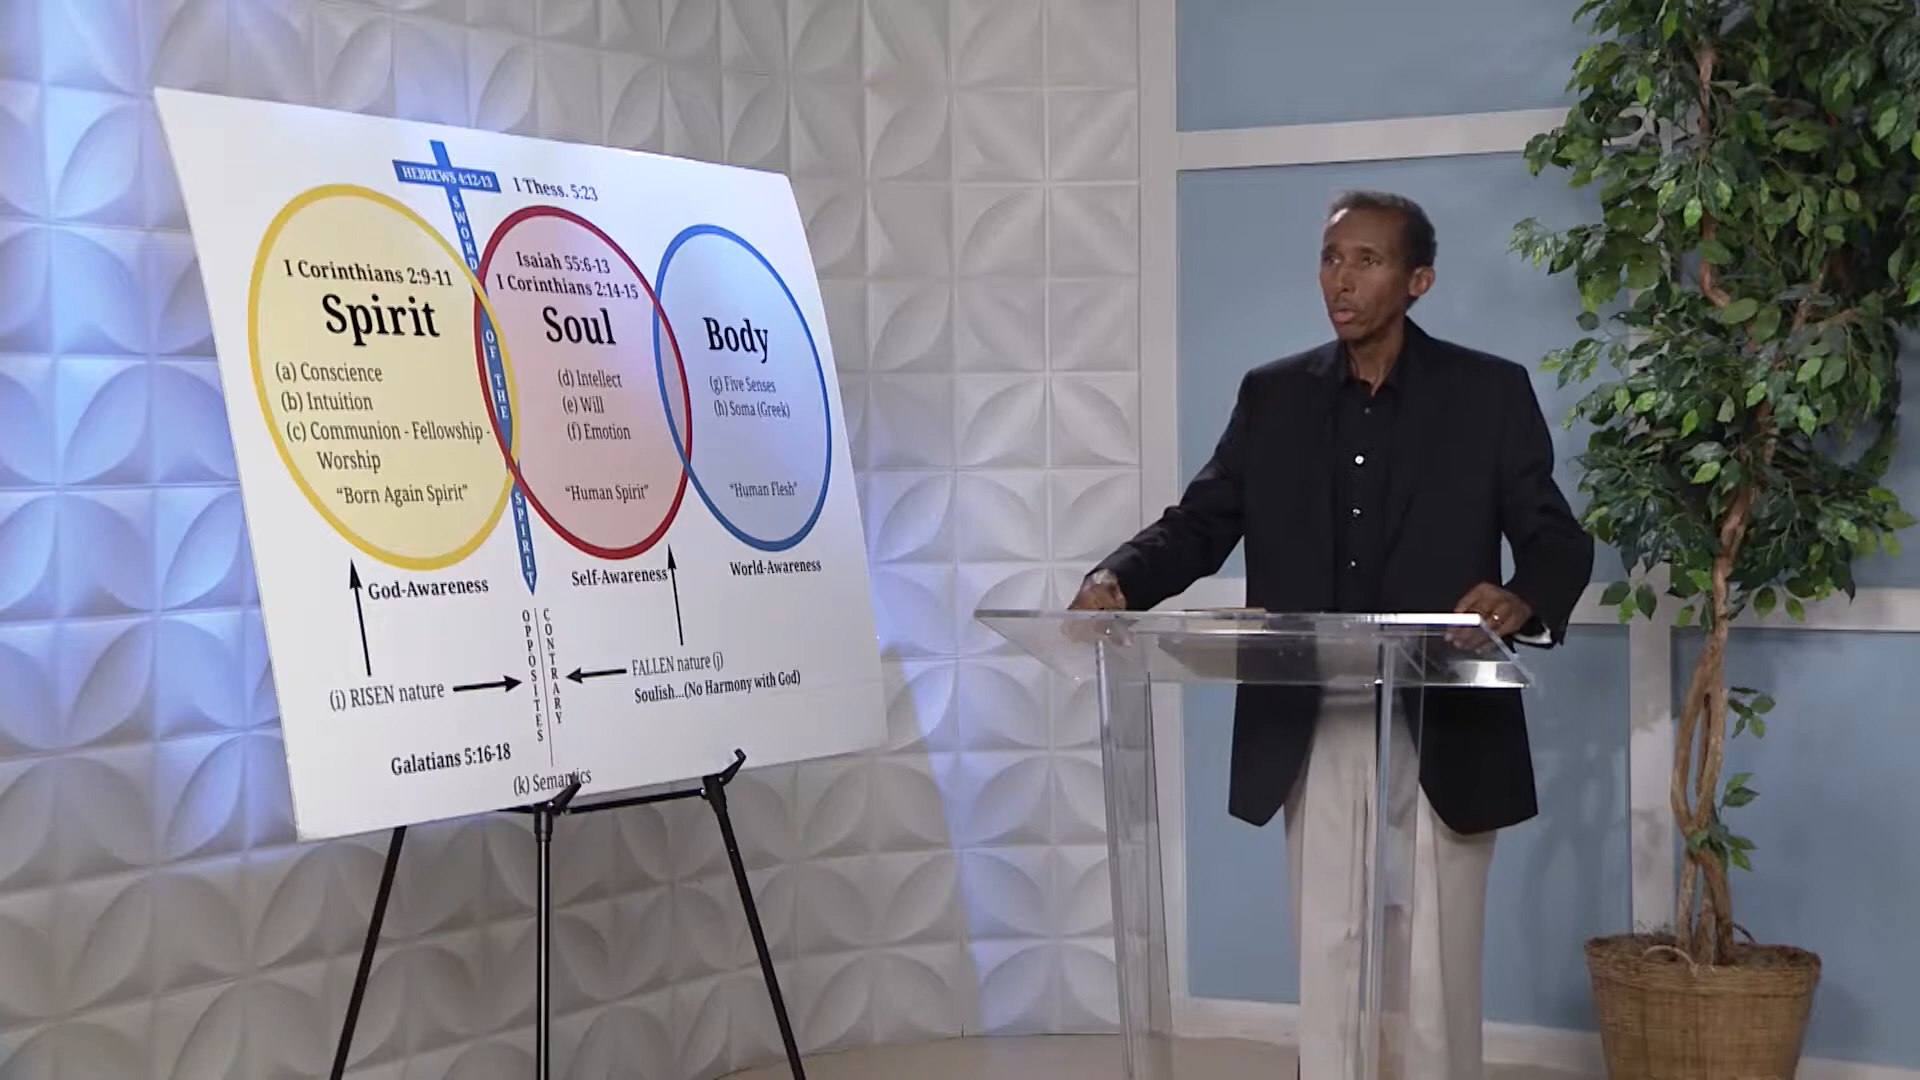 HEBREWS 4:12-13
I Thess. 5:23
SWORD OF THE SPIRIT
I Corinthians 2:9-11
Spirit
(a) Conscience
(b) Intuition
(c) Communion - Fellowship -
Worship
“Born Again Spirit”
God-Awareness
Isaiah 55:6-13
I Corinthians 2:14-15
Soul
(d) Intellect
(e) Will
(f) Emotion
“Human Spirit”
Self-Awareness
Body
(g) Five Senses
(h) Soma (Greek)
“Human Flesh”
World-Awareness
(i) RISEN nature
OPPOSITES
CONTRARY
FALLEN nature (j)
Soulish...(No Harmony with God)
Galatians 5:16-18
(k) Semantics